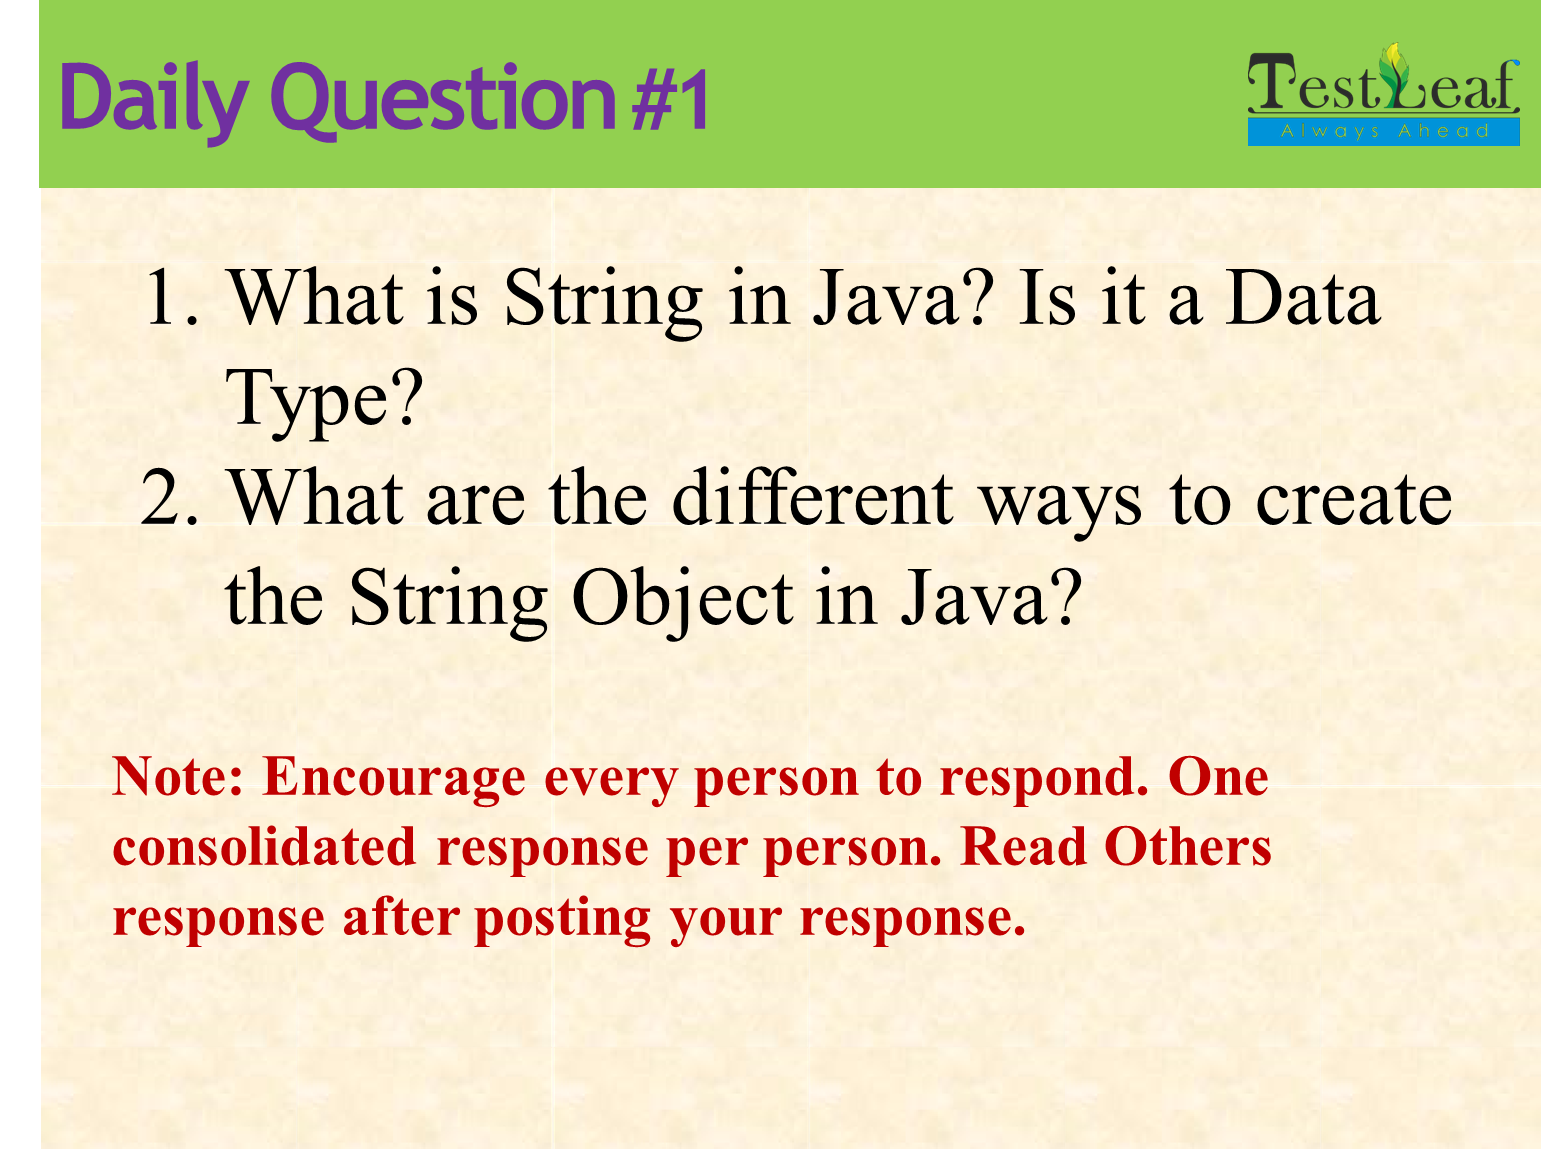 Daily Question #1
TestLeaf
Always Ahead
1. What is String in Java? Is it a Data
Type?
2. What are the different ways to create
the String Object in Java?
Note: Encourage every person to respond. One
consolidated response per person. Read Others
response after posting your response.